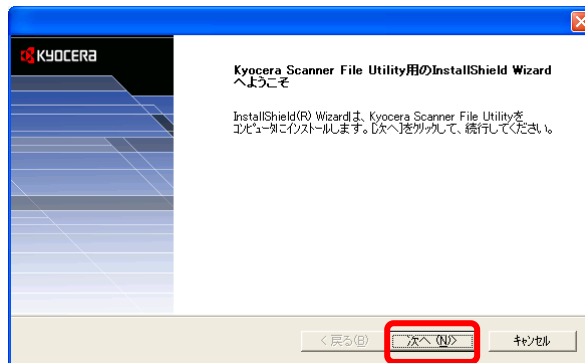 KYOCERA
Kyocera Scanner File Utility用のInstallShield Wizard
へようこそ
InstallShield(R) Wizardは、Kyocera Scanner File Utilityを
コンピュータにインストールします。[次へ]をクリックして、続行してください。
< 戻る(B)
次へ(N)>
キャンセル